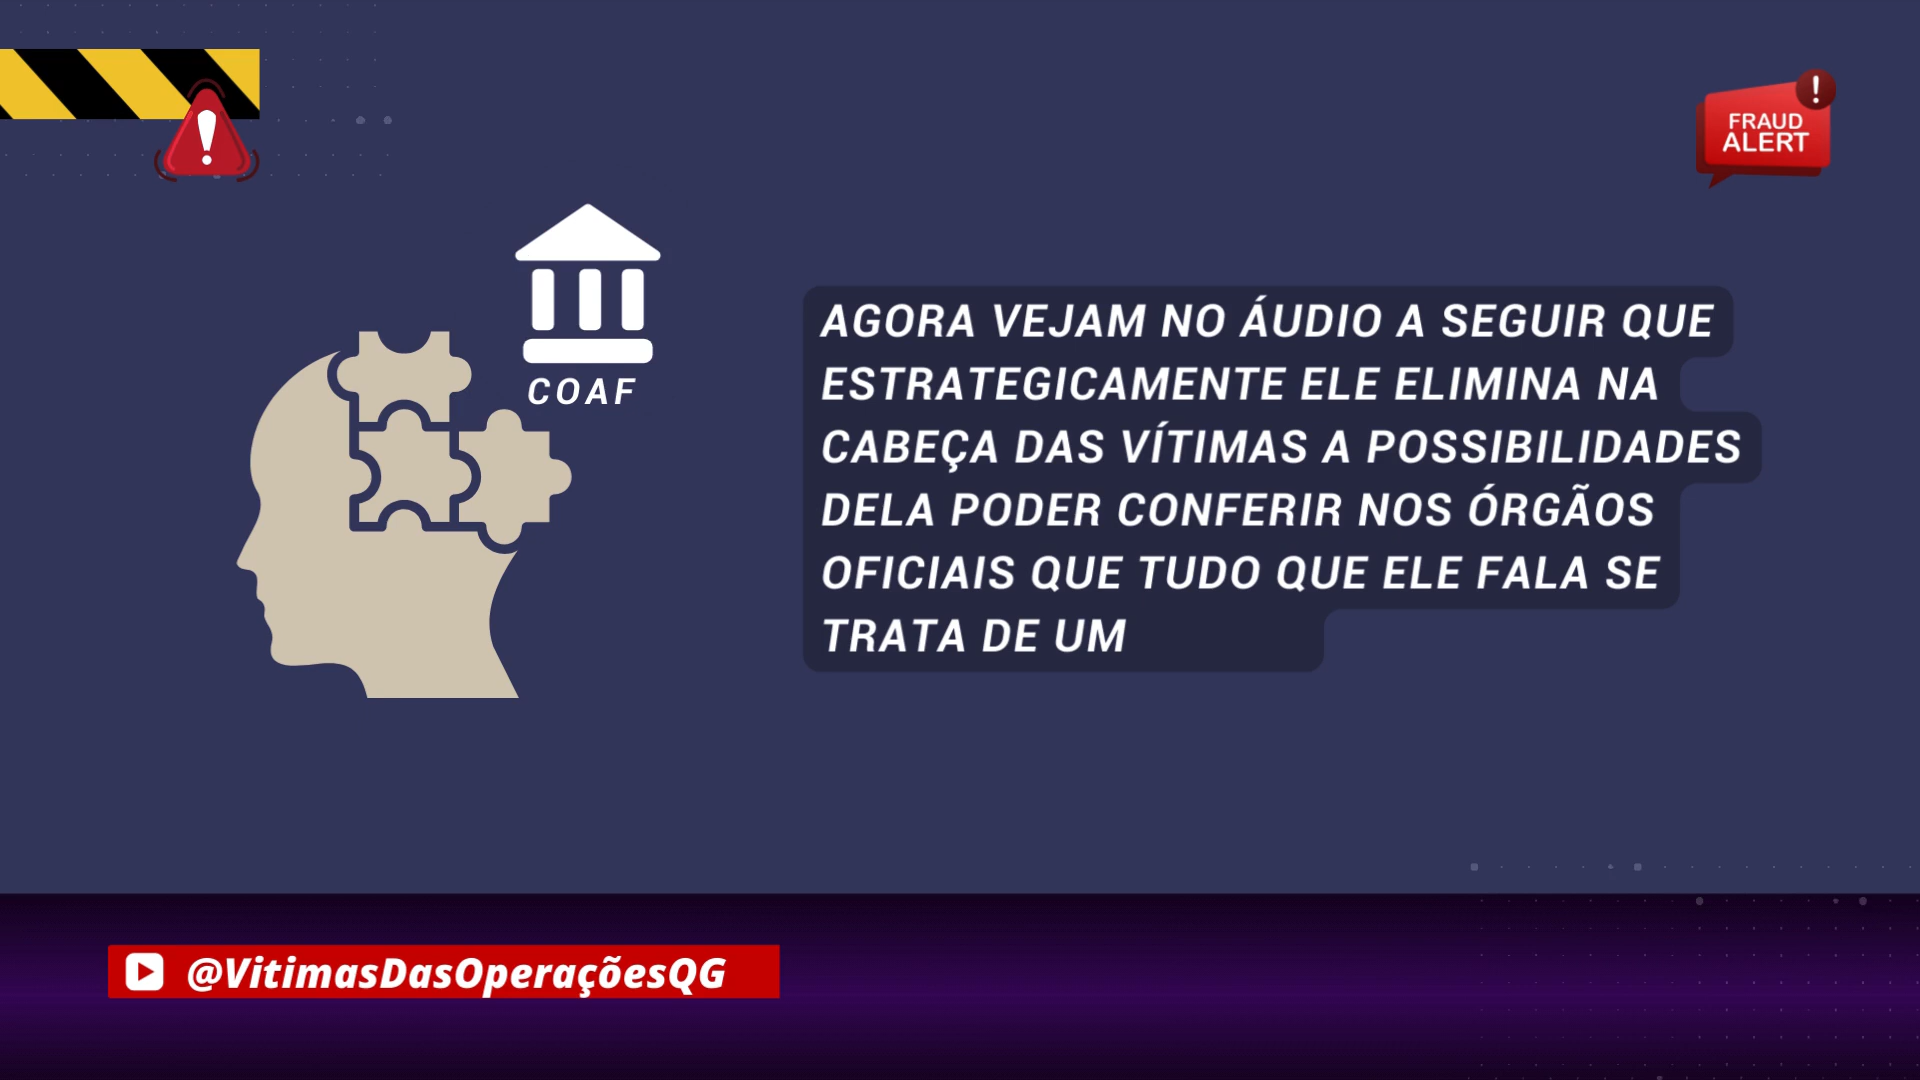 FRAUD
ALERT
COAF
AGORA VEJAM NO ÁUDIO A SEGUIR QUE
ESTRATEGICAMENTE ELE ELIMINA NA
CABEÇA DAS VÍTIMAS A POSSIBILIDADES
DELA PODER CONFERIR NOS ÓRGÃOS
OFICIAIS QUE TUDO QUE ELE FALA SE
TRATA DE UM
@VitimasDasOperaçõesQG